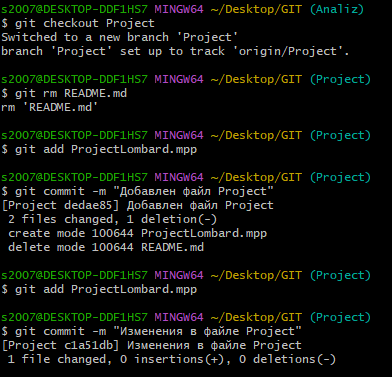 s2007@DESKTOP-DDF1HS7 MINGW64 ~/Desktop/GIT (Analiz)
$ git checkout Project
Switched to a new branch 'Project'
branch 'Project' set up to track 'origin/Project'.
s2007@DESKTOP-DDF1HS7 MINGW64 ~/Desktop/GIT (Project)
$ git rm README.md
rm 'README.md'
s2007@DESKTOP-DDF1HS7 MINGW64 ~/Desktop/GIT (Project)
$ git add ProjectLombard.mpp
s2007@DESKTOP-DDF1HS7 MINGW64 ~/Desktop/GIT (Project)
$ git commit -m "Добавлен файл Project"
[Project dedae85] Добавлен файл Project
2 files changed, 1 deletion(-)
create mode 100644 ProjectLombard.mpp
delete mode 100644 README.md
s2007@DESKTOP-DDF1HS7 MINGW64 ~/Desktop/GIT (Project)
$ git add ProjectLombard.mpp
s2007@DESKTOP-DDF1HS7 MINGW64 ~/Desktop/GIT (Project)
$ git commit -m "Изменения в файле Project"
[Project c1a51db] Изменения в файле Project
1 file changed, 0 insertions(+), 0 deletions(-)